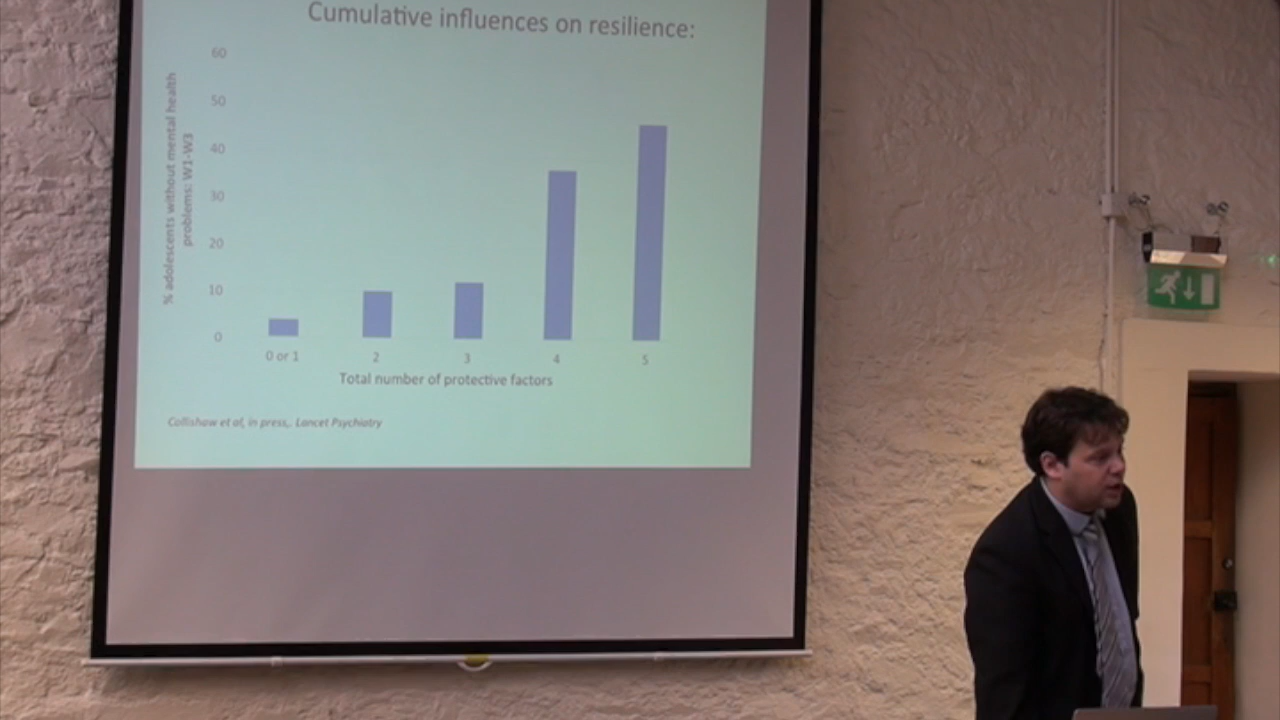 Cumulative influences on resilience:
% adolescents without mental health
problems: W1-W3
60
50
40
30
20
10
0
0 or 1
2
3
4
5
Total number of protective factors
Collishaw et al, in press,. Lancet Psychiatry